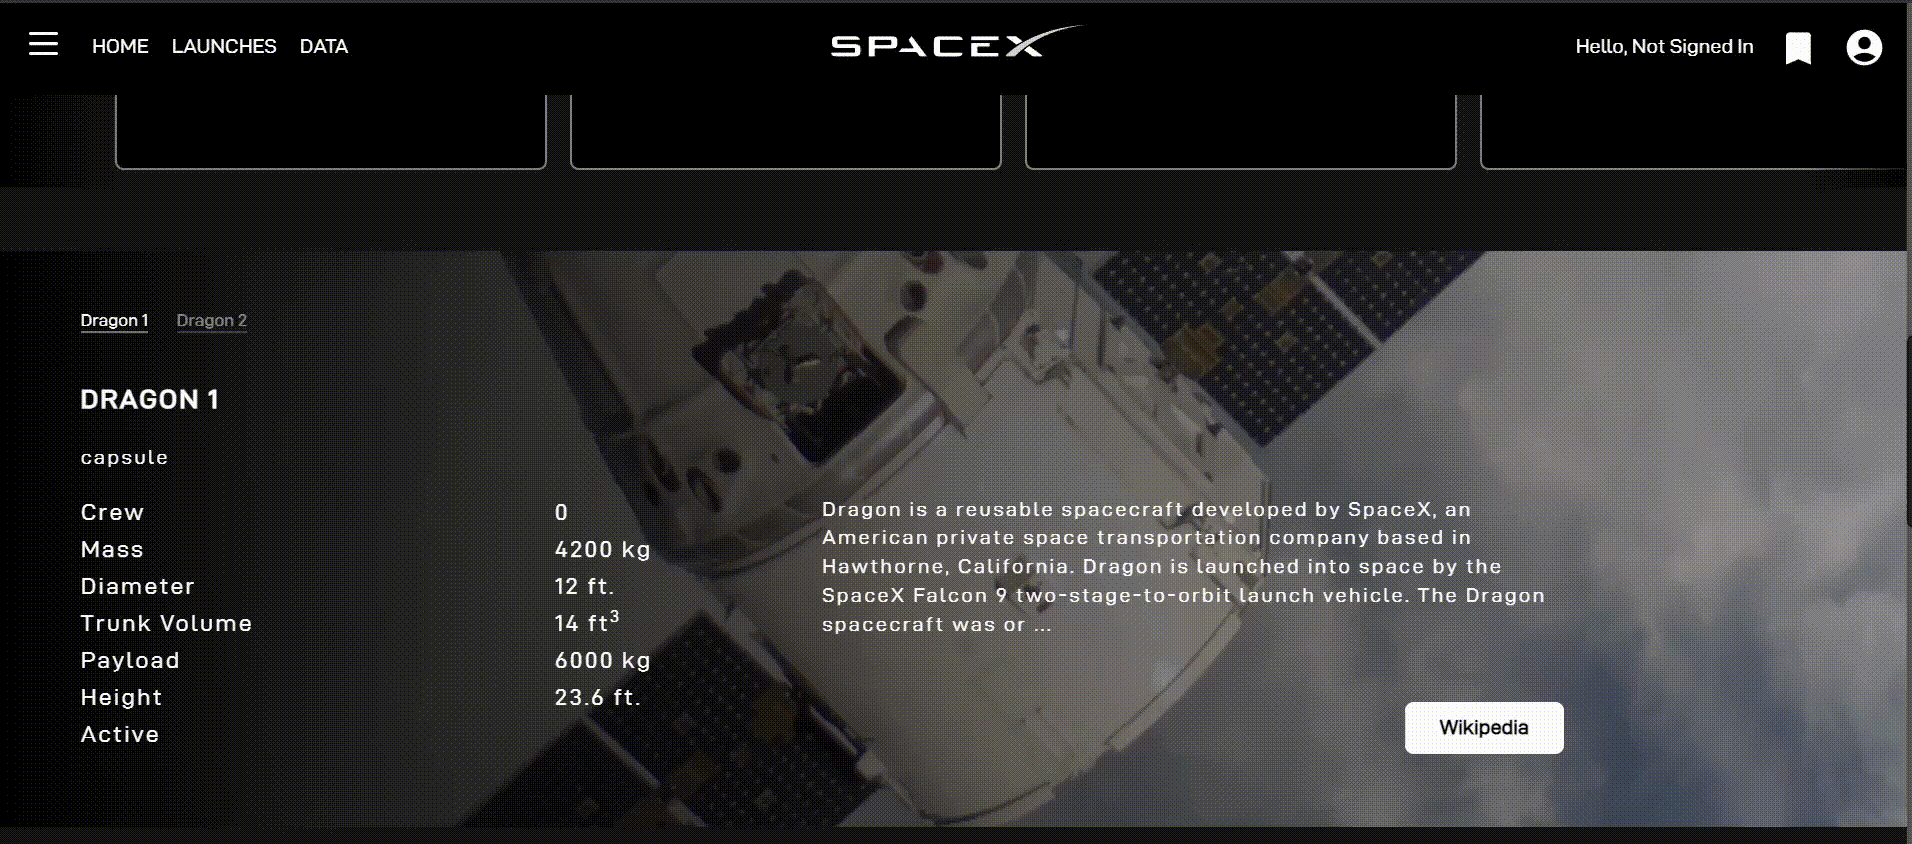 HOME LAUNCHES DATA
SPACEX
Hello, Not Signed In
Dragon 1 Dragon 2
DRAGON 1
capsule
Crew 0
Mass 4200 kg
Diameter 12 ft.
Trunk Volume 14 ft³
Payload 6000 kg
Height 23.6 ft.
Active
Dragon is a reusable spacecraft developed by SpaceX, an
American private space transportation company based in
Hawthorne, California. Dragon is launched into space by the
SpaceX Falcon 9 two-stage-to-orbit launch vehicle. The Dragon
spacecraft was or ...
Wikipedia